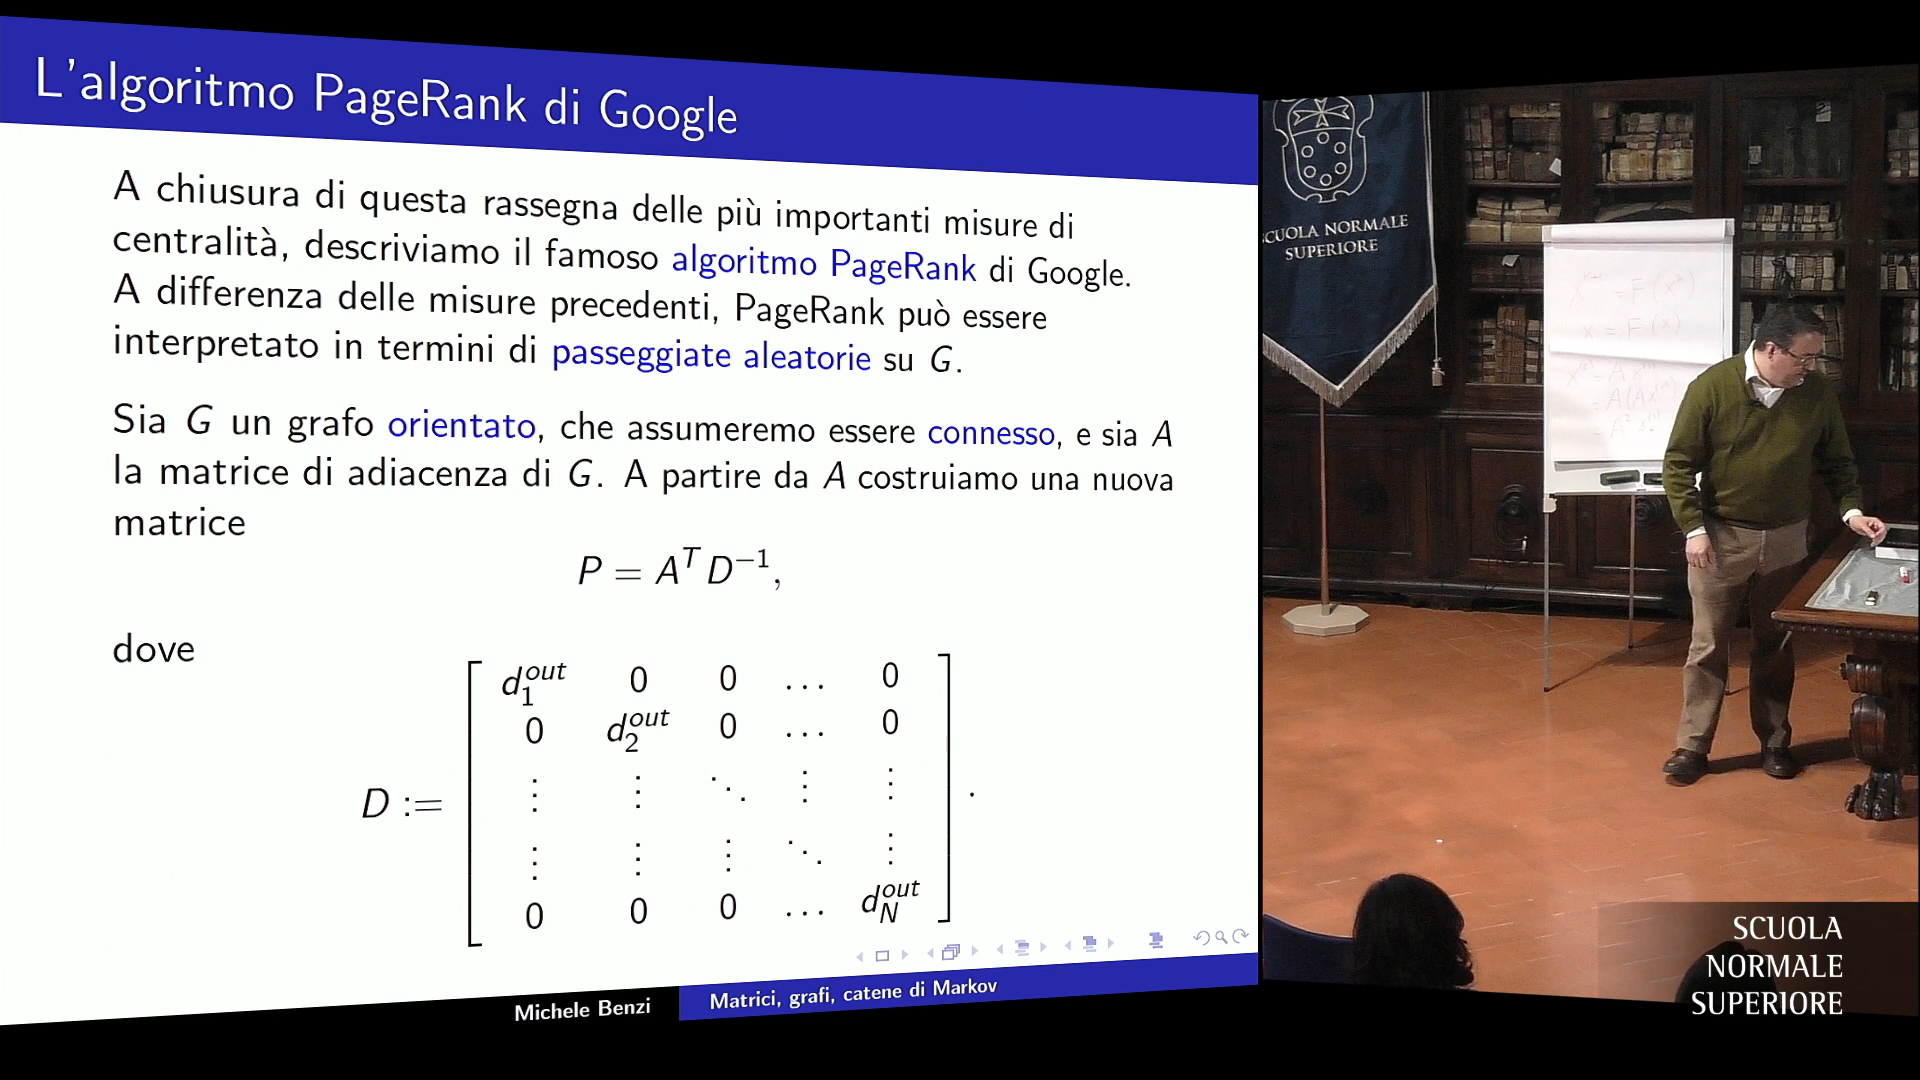 L'algoritmo PageRank di Google
A chiusura di questa rassegna delle più importanti misure di
centralità, descriviamo il famoso algoritmo PageRank di Google.
A differenza delle misure precedenti, PageRank può essere
interpretato in termini di passeggiate aleatorie su G.
Sia G un grafo orientato, che assumeremo essere connesso, e sia A
la matrice di adiacenza di G. A partire da A costruiamo una nuova
matrice
P = A^T D^{-1},
dove
D :=
d_1^{out} 0 0 ... 0
0 d_2^{out} 0 ... 0
⋮ ⋮ ⋱ ⋮ ⋮
⋮ ⋮ ⋮ ⋱ ⋮
0 0 0 ... d_N^{out}
.
Michele Benzi
Matrici, grafi, catene di Markov
SCUOLA NORMALE
SUPERIORE
= F(x
x = F(x)
SCUOLA
NORMALE
SUPERIORE